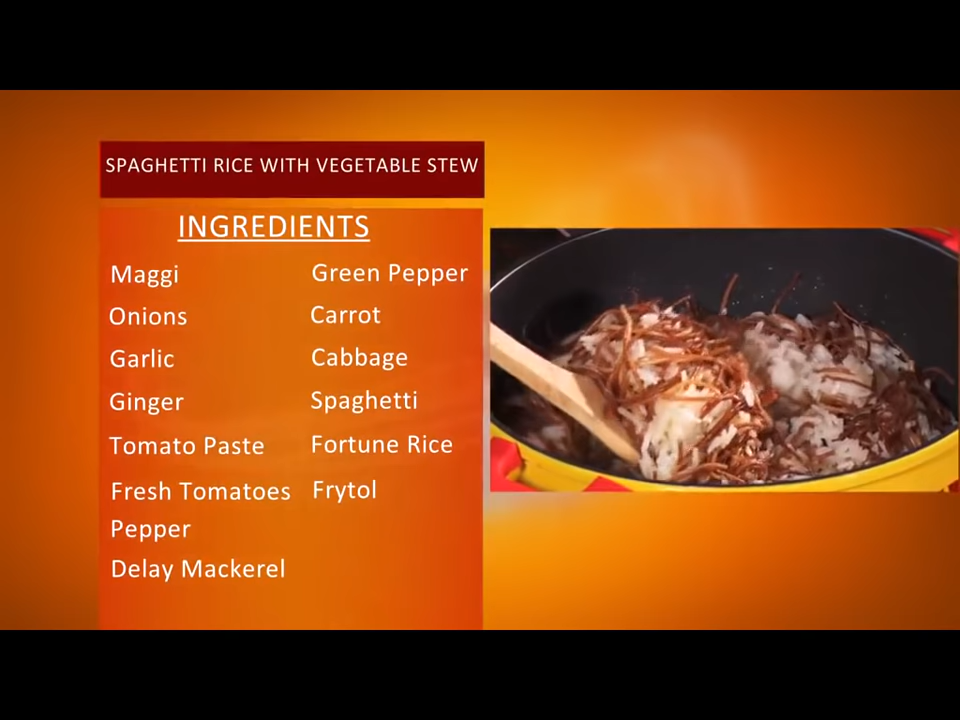 SPAGHETTI RICE WITH VEGETABLE STEW
INGREDIENTS
Maggi
Onions
Garlic
Ginger
Tomato Paste
Fresh Tomatoes
Pepper
Delay Mackerel
Green Pepper
Carrot
Cabbage
Spaghetti
Fortune Rice
Frytol